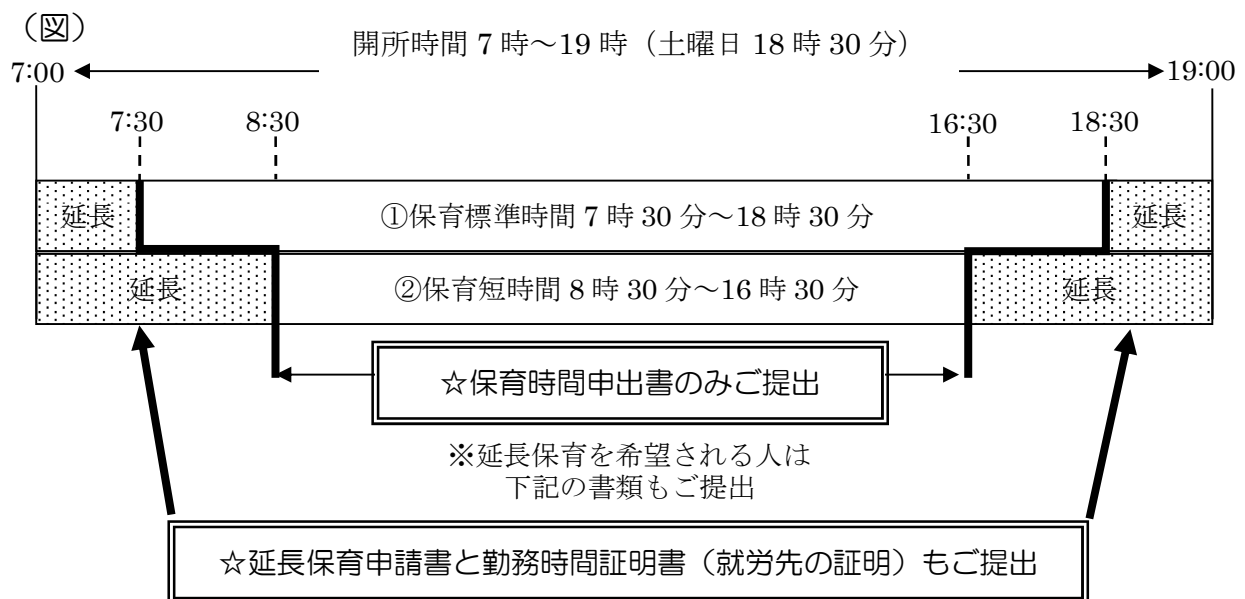 （図）
開所時間 7 時～19 時（土曜日 18 時 30 分）
7:00
19:00
7:30
8:30
16:30
18:30
延長
①保育標準時間 7 時 30 分～18 時 30 分
延長
延長
②保育短時間 8 時 30 分～16 時 30 分
延長
☆保育時間申出書のみご提出
※延長保育を希望される人は
下記の書類もご提出
☆延長保育申請書と勤務時間証明書（就労先の証明）もご提出